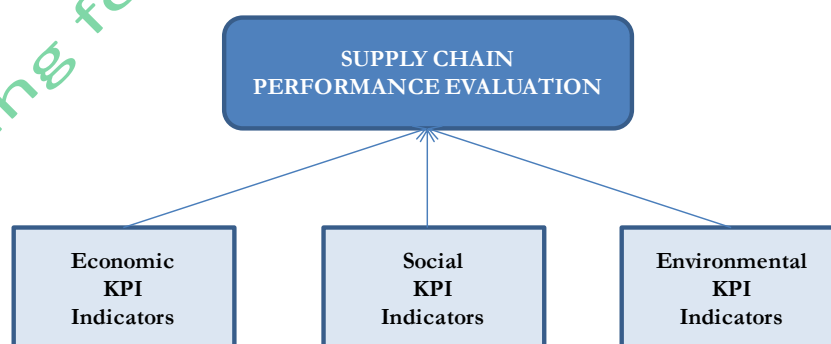 SUPPLY CHAIN
PERFORMANCE EVALUATION
Economic
KPI
Indicators
Social
KPI
Indicators
Environmental
KPI
Indicators